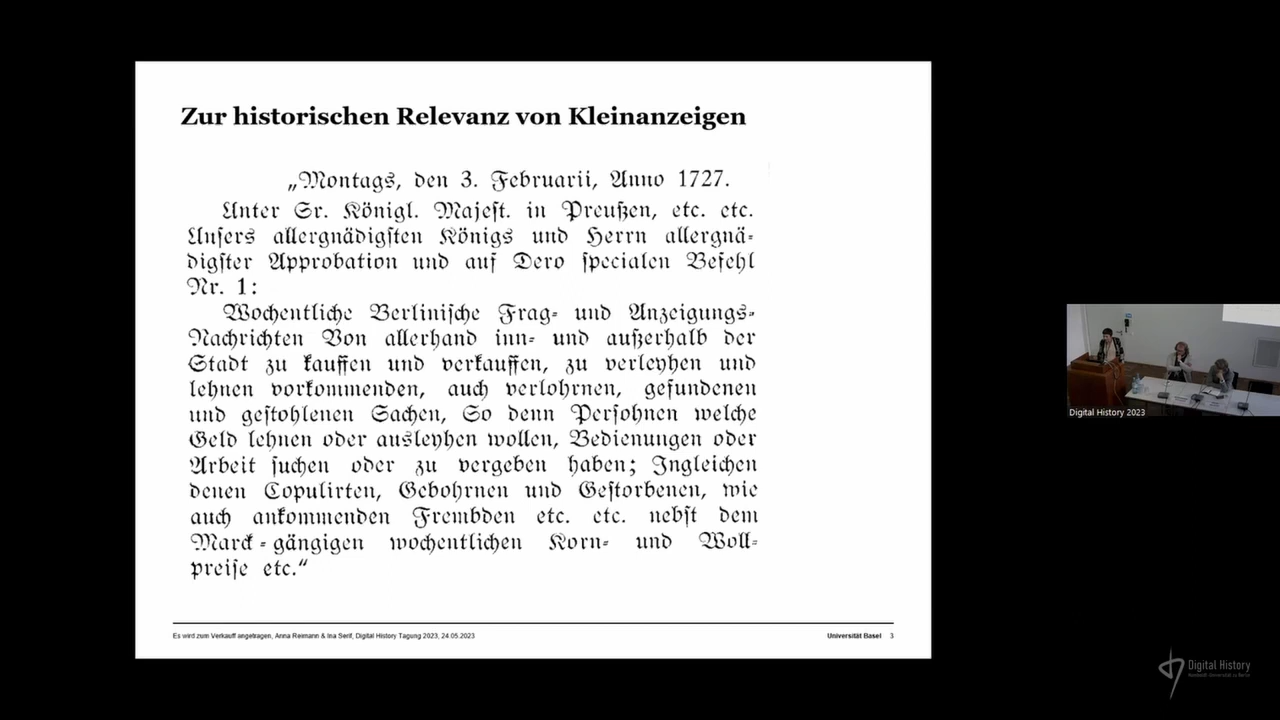 Zur historischen Relevanz von Kleinanzeigen
„Montags, den 3. Februarii, Anno 1727.
Unter Sr. Königl. Majeſt. in Preußen, etc. etc.
Unſers allergnädigſten Königs und Herrn allergnä-
digſter Approbation und auf Dero ſpecialen Befehl
Nr. 1:
Wochentliche Berliniſche Frag- und Anzeigungs-
Nachrichten Von allerhand inn- und außerhalb der
Stadt zu kauffen und verkauffen, zu verleyhen und
lehnen vorkommenden, auch verlohrnen, gefundenen
und geſtohlenen Sachen, So denn Perſohnen welche
Geld lehnen oder ausleyhen wollen, Bedienungen oder
Arbeit ſuchen oder zu vergeben haben; Ingleichen
denen Copulirten, Gebohrnen und Geſtorbenen, wie
auch ankommenden Frembden etc. etc. nebſt dem
Marck-gängigen wochentlichen Korn- und Woll-
preiſe etc.“
Es wird zum Verkauff angetragen, Anna Reimann & Ina Serif, Digital History Tagung 2023, 24.05.2023
Universität Basel 3
Digital History 2023
Digital History
Humboldt-Universität zu Berlin